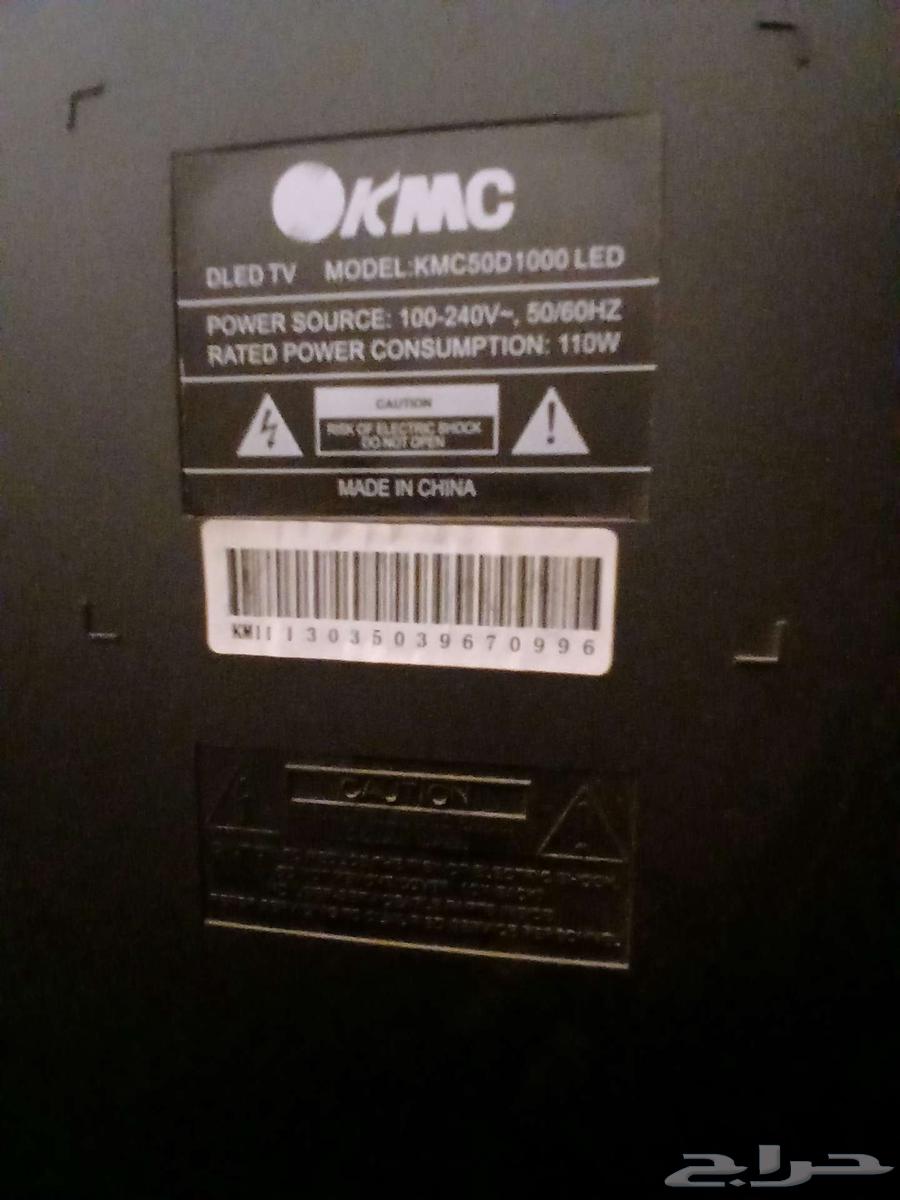 KMC
DLED TV MODEL:KMC50D1000 LED
POWER SOURCE: 100-240V~, 50/60HZ
RATED POWER CONSUMPTION: 110W
CAUTION
RISK OF ELECTRIC SHOCK
DO NOT OPEN
MADE IN CHINA
KM1113035039670996
CAUTION
حراج